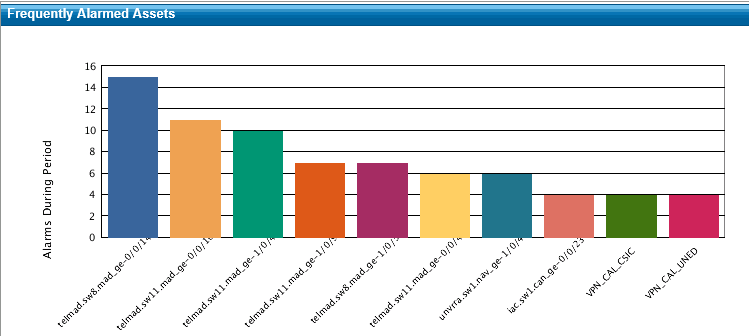 Frequently Alarmed Assets
Alarms During Period
16
14
12
10
8
6
4
2
0
telmad.sw8.mad_ge-0/0/14
telmad.sw11.mad_ge-0/0/10
telmad.sw11.mad_ge-1/0/4
telmad.sw11.mad_ge-1/0/
telmad.sw8.mad_ge-1/0/
telmad.sw11.mad_ge-0/0/
unvrra.sw1.nav_ge-1/0/4
iac.sw1.can_ge-0/0/23
VPN_CAL_CSIC
VPN_CAL_UNED